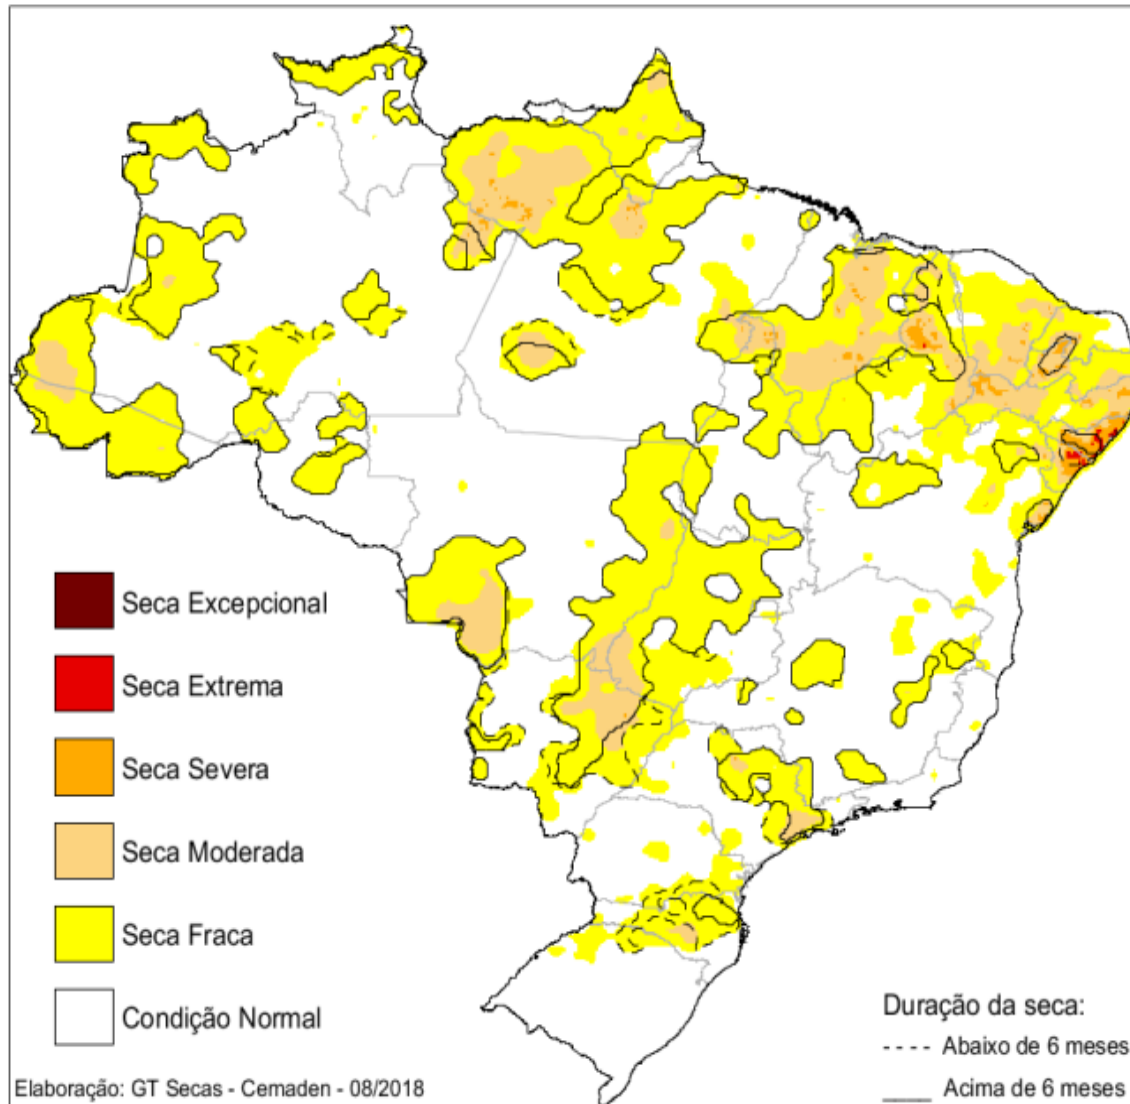 Seca Excepcional
Seca Extrema
Seca Severa
Seca Moderada
Seca Fraca
Condição Normal
Elaboração: GT Secas - Cemaden - 08/2018
Duração da seca:
Abaixo de 6 meses
Acima de 6 meses